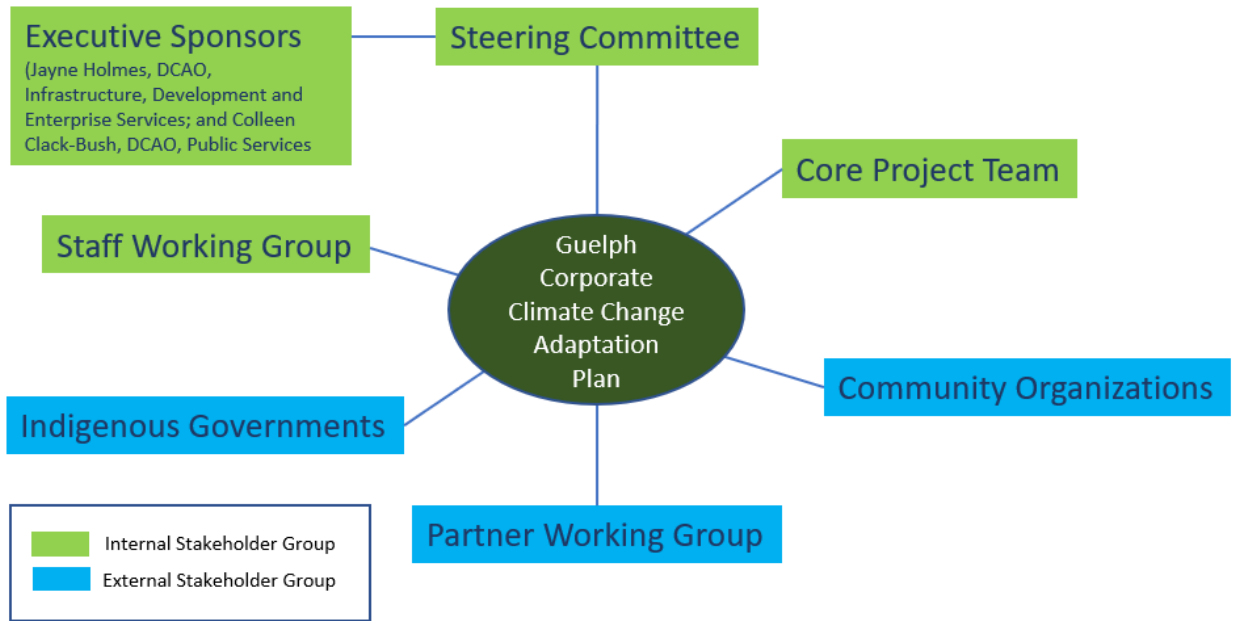 Executive Sponsors
(Jayne Holmes, DCAO,
Infrastructure, Development and
Enterprise Services; and Colleen
Clack-Bush, DCAO, Public Services
Steering Committee
Core Project Team
Staff Working Group
Guelph
Corporate
Climate Change
Adaptation
Plan
Community Organizations
Indigenous Governments
Partner Working Group
Internal Stakeholder Group
External Stakeholder Group